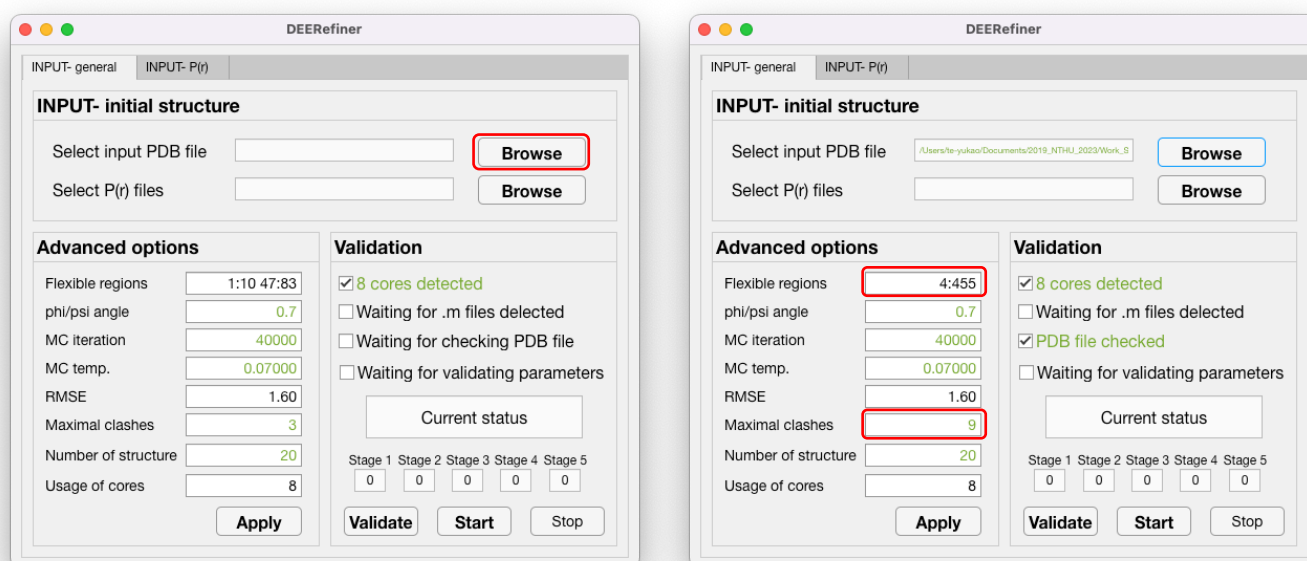 DEERefiner
INPUT- general INPUT- P(r)
INPUT- initial structure
Select input PDB file Browse
Select P(r) files Browse
Advanced options
Flexible regions 1:10 47:83
phi/psi angle 0.7
MC iteration 40000
MC temp. 0.07000
RMSE 1.60
Maximal clashes 3
Number of structure 20
Usage of cores 8
Apply
Validation
8 cores detected
Waiting for .m files delected
Waiting for checking PDB file
Waiting for validating parameters
Current status
Stage 1 Stage 2 Stage 3 Stage 4 Stage 5
0 0 0 0 0
Validate Start Stop
DEERefiner
INPUT- general INPUT- P(r)
INPUT- initial structure
Select input PDB file /Users/te-yukao/Documents/2019_NTHU_2023/Work_S Browse
Select P(r) files Browse
Advanced options
Flexible regions 4:455
phi/psi angle 0.7
MC iteration 40000
MC temp. 0.07000
RMSE 1.60
Maximal clashes 9
Number of structure 20
Usage of cores 8
Apply
Validation
8 cores detected
Waiting for .m files delected
PDB file checked
Waiting for validating parameters
Current status
Stage 1 Stage 2 Stage 3 Stage 4 Stage 5
0 0 0 0 0
Validate Start Stop